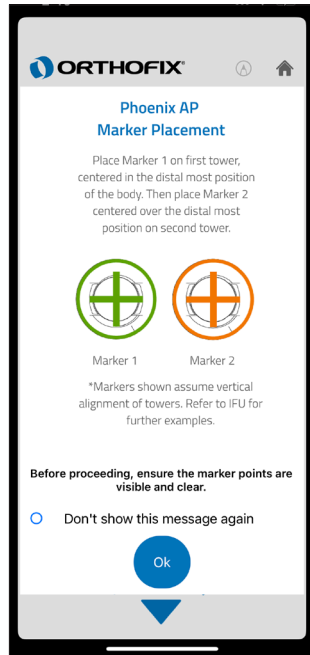 ORTHOFIX
Phoenix AP
Marker Placement
Place Marker 1 on first tower,
centered in the distal most position
of the body. Then place Marker 2
centered over the distal most
position on second tower.
Marker 1 Marker 2
*Markers shown assume vertical
alignment of towers. Refer to IFU for
further examples.
Before proceeding, ensure the marker points are
visible and clear.
Don't show this message again
Ok